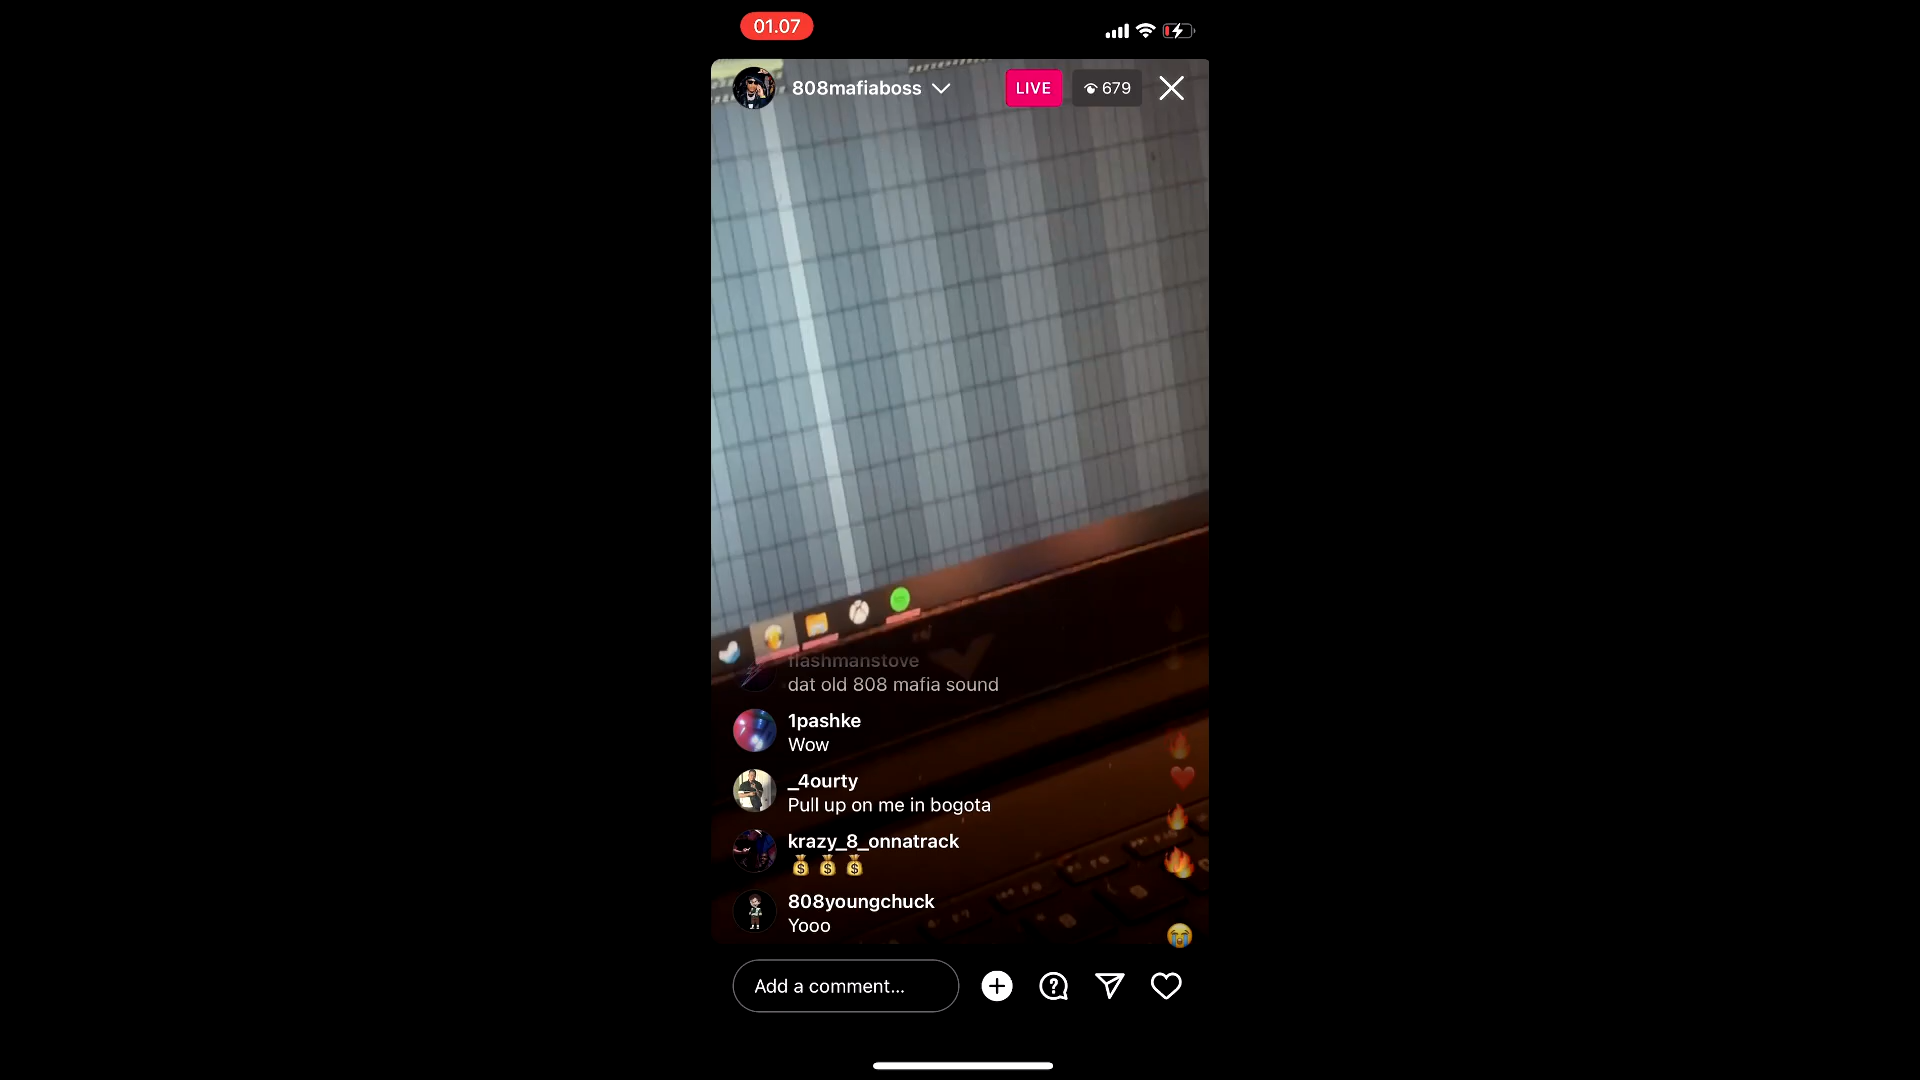 01.07
808mafiaboss
LIVE
679
flashmanstove
dat old 808 mafia sound
1pashke
Wow
_4ourty
Pull up on me in bogota
krazy_8_onnatrack
808youngchuck
Yooo
Add a comment...